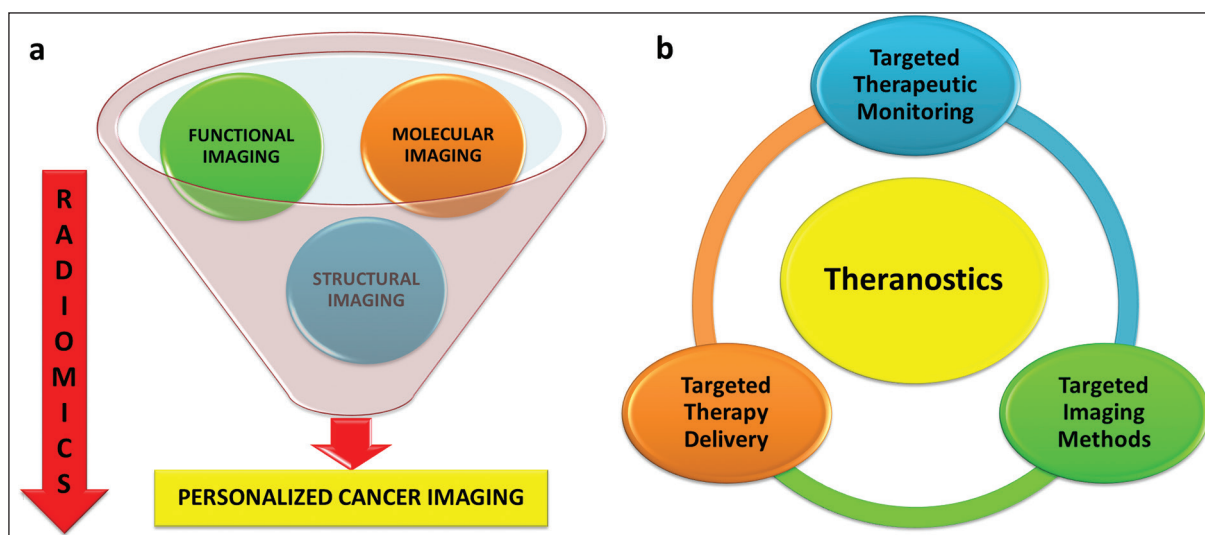 a
FUNCTIONAL
IMAGING
MOLECULAR
IMAGING
STRUCTURAL
IMAGING
RADIOMICS
PERSONALIZED CANCER IMAGING
b
Targeted
Therapeutic
Monitoring
Theranostics
Targeted
Therapy
Delivery
Targeted
Imaging
Methods